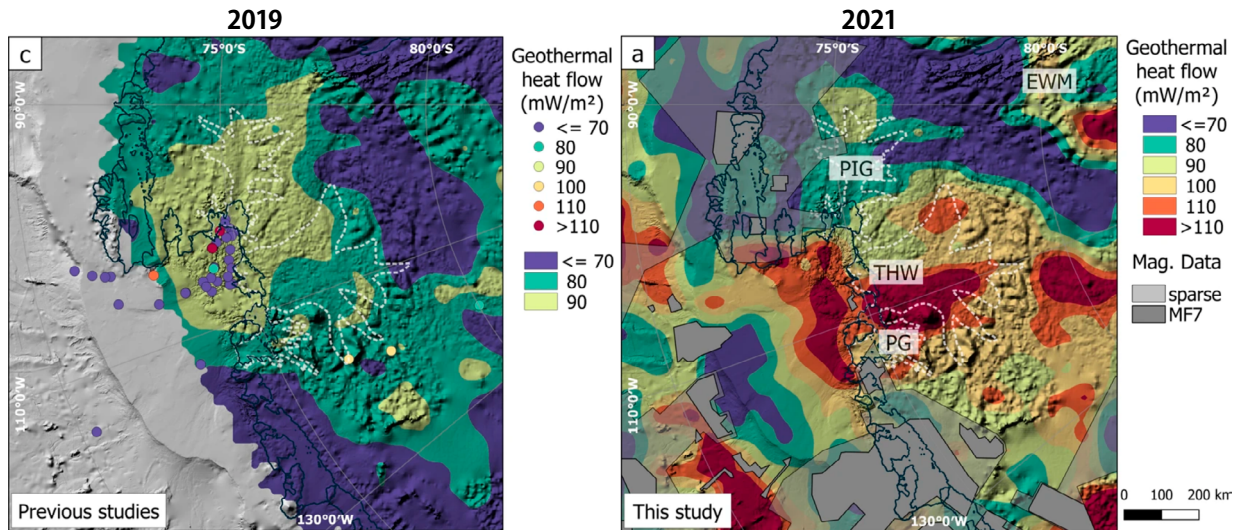 2019
c
75°0'S
80°0'S
90°0'W
110°0'W
130°0'W
Previous studies
Geothermal
heat flow
(mW/m²)
<= 70
80
90
100
110
>110
<= 70
80
90
2021
a
75°0'S
80°0'S
90°0'W
110°0'W
130°0'W
EWM
PIG
THW
PG
This study
Geothermal
heat flow
(mW/m²)
<=70
80
90
100
110
>110
Mag. Data
sparse
MF7
0 100 200 km